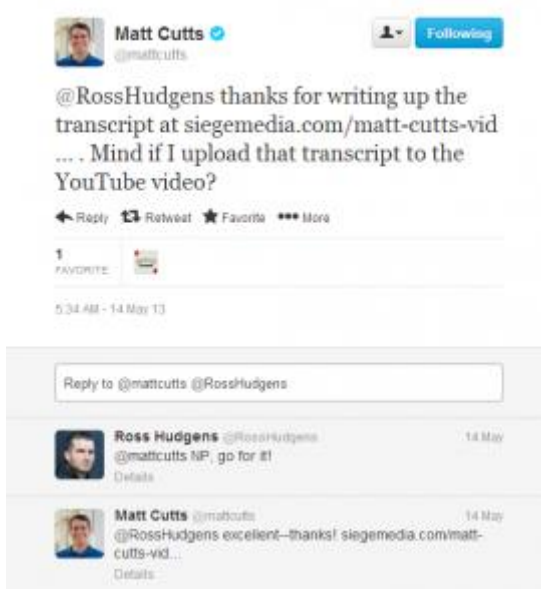 Matt Cutts
@mattcutts
Following
@RossHudgens thanks for writing up the
transcript at siegemedia.com/matt-cutts-vid
... . Mind if I upload that transcript to the
YouTube video?
Reply Retweet Favorite More
1
FAVORITE
5:34 AM - 14 May 13
Reply to @mattcutts @RossHudgens
Ross Hudgens @RossHudgens 14 May
@mattcutts NP, go for it!
Details
Matt Cutts @mattcutts 14 May
@RossHudgens excellent--thanks! siegemedia.com/matt-
cutts-vid...
Details